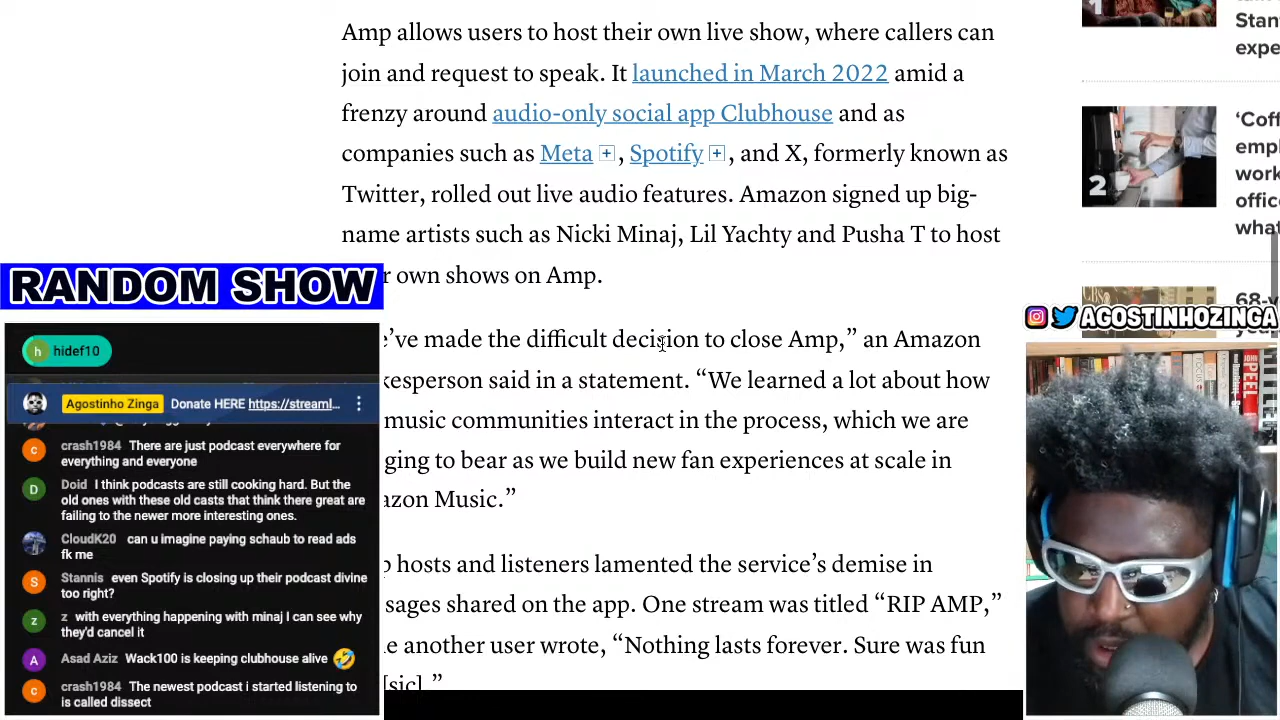 Amp allows users to host their own live show, where callers can
join and request to speak. It launched in March 2022 amid a
frenzy around audio-only social app Clubhouse and as
companies such as Meta +, Spotify +, and X, formerly known as
Twitter, rolled out live audio features. Amazon signed up big-
name artists such as Nicki Minaj, Lil Yachty and Pusha T to host
r own shows on Amp.
e’ve made the difficult decision to close Amp,” an Amazon
kesperson said in a statement. “We learned a lot about how
music communities interact in the process, which we are
ging to bear as we build new fan experiences at scale in
azon Music.”
hosts and listeners lamented the service’s demise in
sages shared on the app. One stream was titled “RIP AMP,”
e another user wrote, “Nothing lasts forever. Sure was fun
[sic].”
RANDOM SHOW
h hidef10
Agostinho Zinga Donate HERE https://streaml...
c crash1984 There are just podcast everywhere for
everything and everyone
D Doid I think podcasts are still cooking hard. But the
old ones with these old casts that think there great are
failing to the newer more interesting ones.
CloudK20 can u imagine paying schaub to read ads
fk me
S Stannis even Spotify is closing up their podcast divine
too right?
z z with everything happening with minaj I can see why
they'd cancel it
A Asad Aziz Wack100 is keeping clubhouse alive 🤣
c crash1984 The newest podcast i started listening to
is called dissect
1
Stan
expe
2
‘Coff
empl
work
offic
what
68-y
AGOSTINHOZINGA